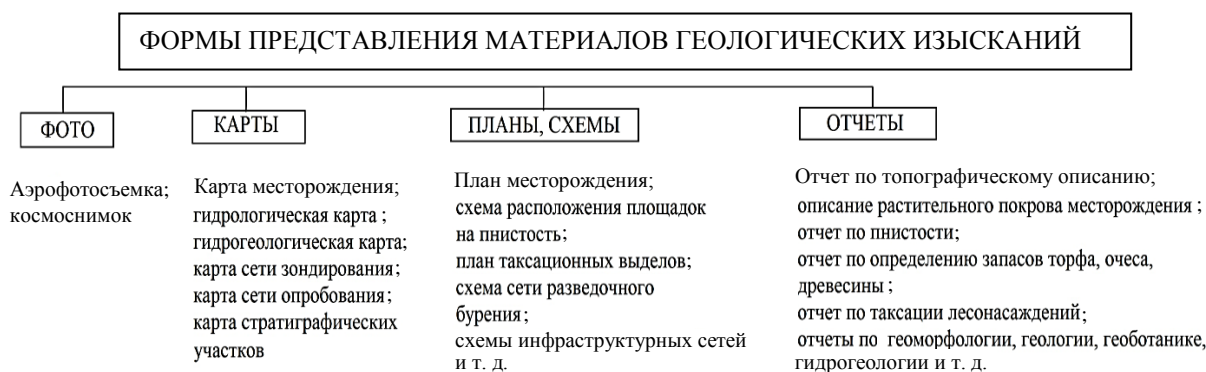 ФОРМЫ ПРЕДСТАВЛЕНИЯ МАТЕРИАЛОВ ГЕОЛОГИЧЕСКИХ ИЗЫСКАНИЙ
ФОТО
Аэрофотосъемка;
космоснимок
КАРТЫ
Карта месторождения;
гидрологическая карта ;
гидрогеологическая карта;
карта сети зондирования;
карта сети опробования;
карта стратиграфических
участков
ПЛАНЫ, СХЕМЫ
План месторождения;
схема расположения площадок
на пнистость;
план таксационных выделов;
схема сети разведочного
бурения;
схемы инфраструктурных сетей
и т. д.
ОТЧЕТЫ
Отчет по топографическому описанию;
описание растительного покрова месторождения ;
отчет по пнистости;
отчет по определению запасов торфа, очеса,
древесины ;
отчет по таксации лесонасаждений;
отчеты по геоморфологии, геологии, геоботанике,
гидрогеологии и т. д.